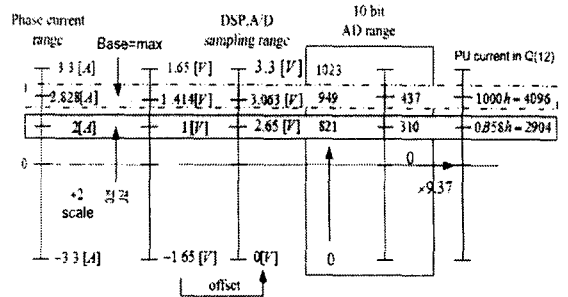 Phase current range
DSP.A/D sampling range
10 bit AD range
Base=max
PU current in Q(12)
3.3 [A]
1.65 [V]
3.3 [V]
1023
1
2.828[A]
1.414[V]
3.063 [V]
949
437
1000h = 4096
2[A]
1[V]
2.65 [V]
821
310
0B58h = 2904
0
0
×9.37
÷2 scale
-3.3 [A]
-1.65 [V]
0[V]
0
offset